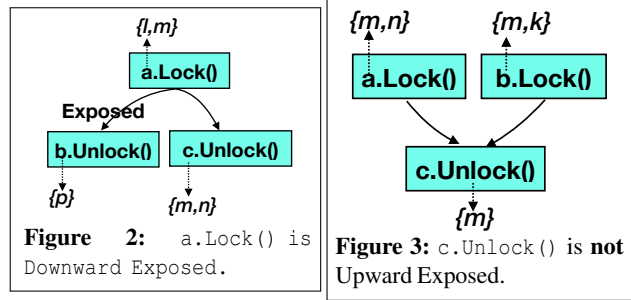 {l,m}
a.Lock()
Exposed
b.Unlock()
c.Unlock()
{p}
{m,n}
Figure 2: a.Lock() is
Downward Exposed.
{m,n}
{m,k}
a.Lock()
b.Lock()
c.Unlock()
{m}
Figure 3: c.Unlock() is not
Upward Exposed.